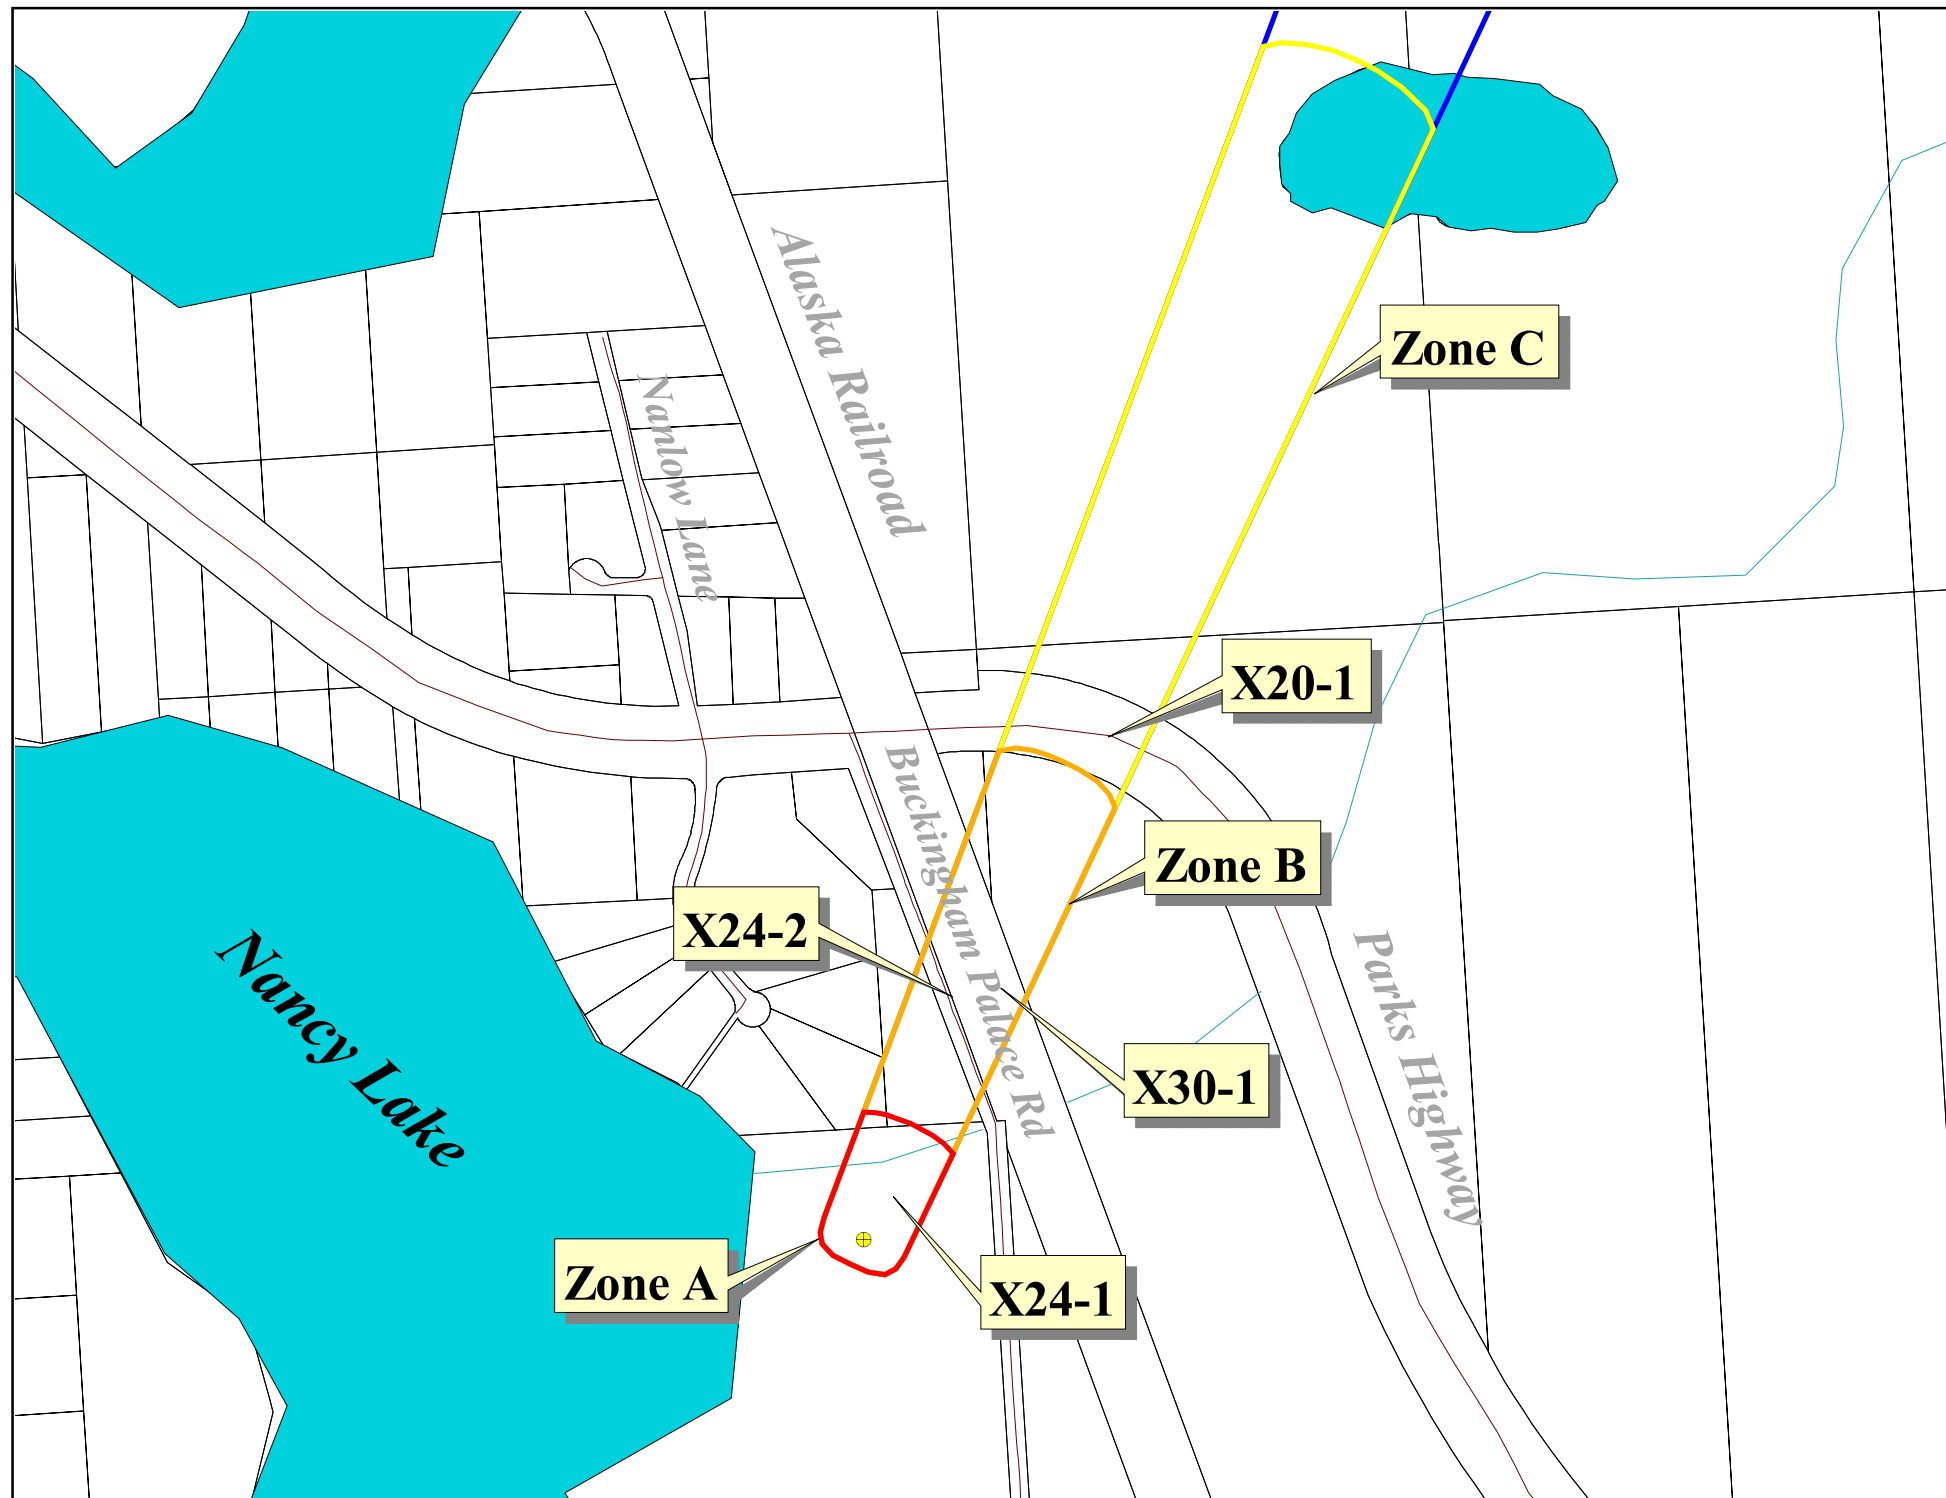 Alaska Railroad
Zone C
Nanlow Lane
X20-1
Buckingham Palace Rd
Zone B
X24-2
Nancy Lake
Parks Highway
X30-1
Zone A
X24-1